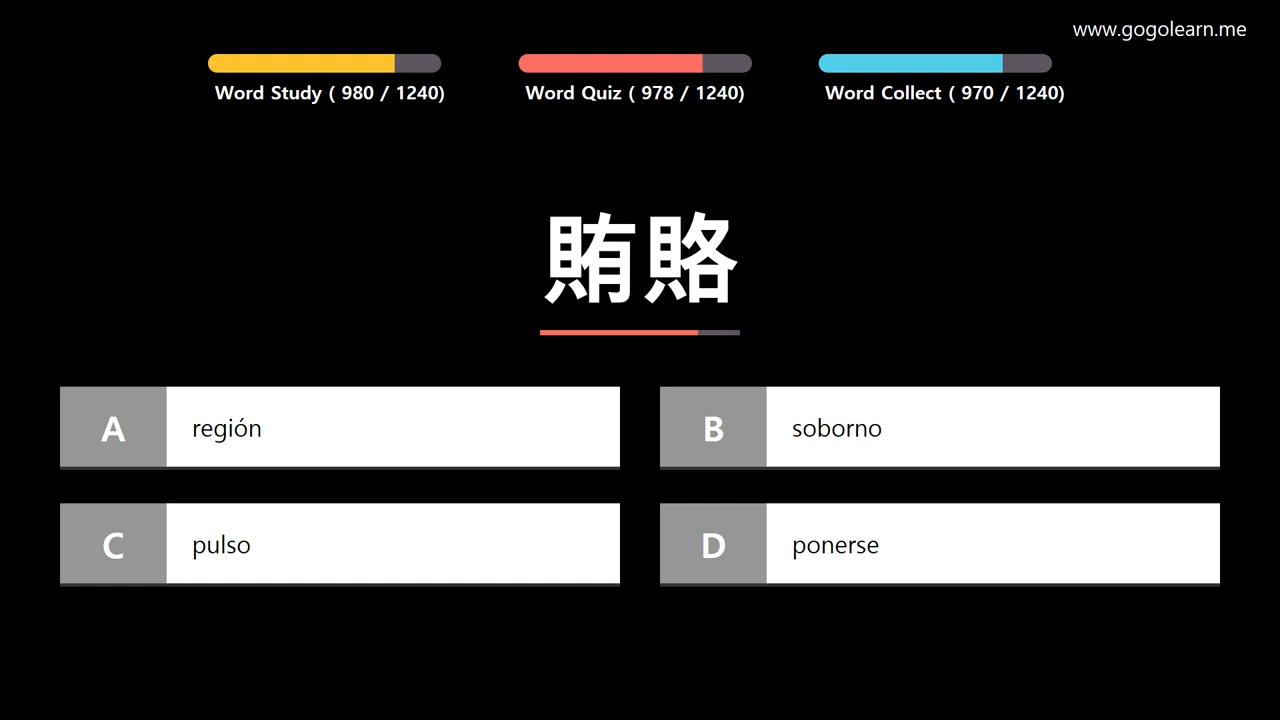 www.gogolearn.me
Word Study ( 980 / 1240)
Word Quiz ( 978 / 1240)
Word Collect ( 970 / 1240)
賄賂
A región
B soborno
C pulso
D ponerse